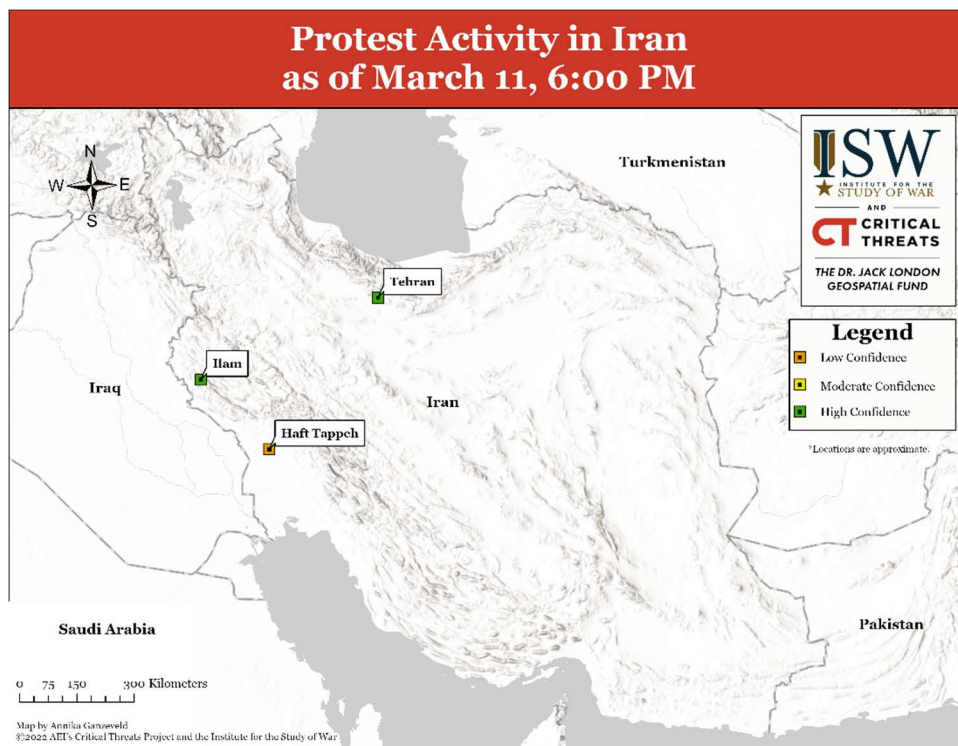 Protest Activity in Iran
as of March 11, 6:00 PM
N
W
E
S
Turkmenistan
ISW
INSTITUTE FOR THE
STUDY OF WAR
AND
CT CRITICAL
THREATS
THE DR. JACK LONDON
GEOSPATIAL FUND
Tehran
Legend
Low Confidence
Moderate Confidence
High Confidence
*Locations are approximate.
Ilam
Iraq
Iran
Haft Tappeh
Saudi Arabia
Pakistan
0 75 150 300 Kilometers
Map by Annika Ganzeveld
©2022 AEI's Critical Threats Project and the Institute for the Study of War